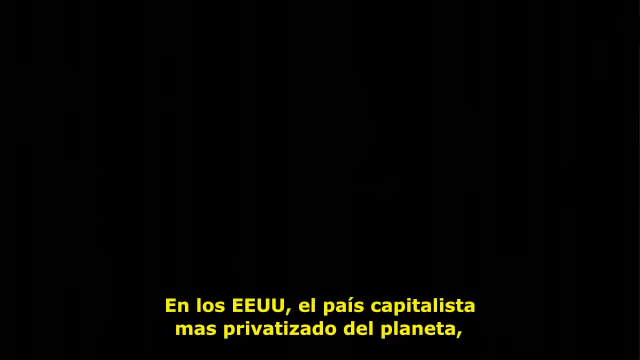 En los EEUU, el país capitalista
mas privatizado del planeta,